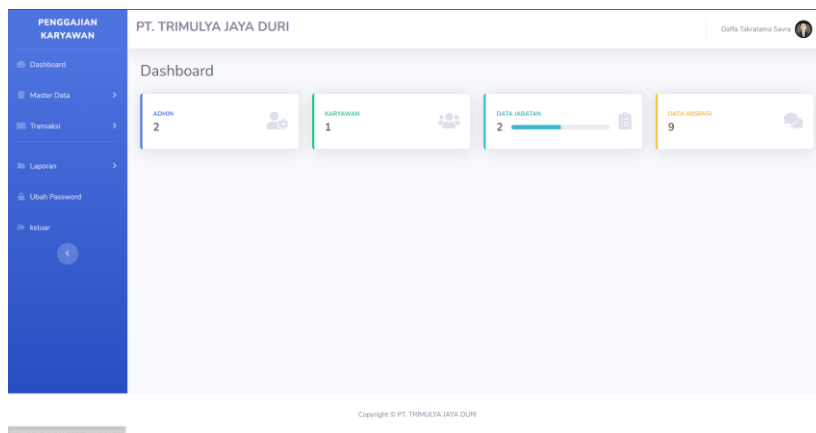 PENGGAJIAN
KARYAWAN
PT. TRIMULYA JAYA DURI
Daffa Takratama Savra
Dashboard
Master Data
Transaksi
Laporan
Ubah Password
keluar
Dashboard
ADMIN
2
KARYAWAN
1
DATA JABATAN
2
DATA ABSENSI
9
Copyright © PT. TRIMULYA JAYA DURI